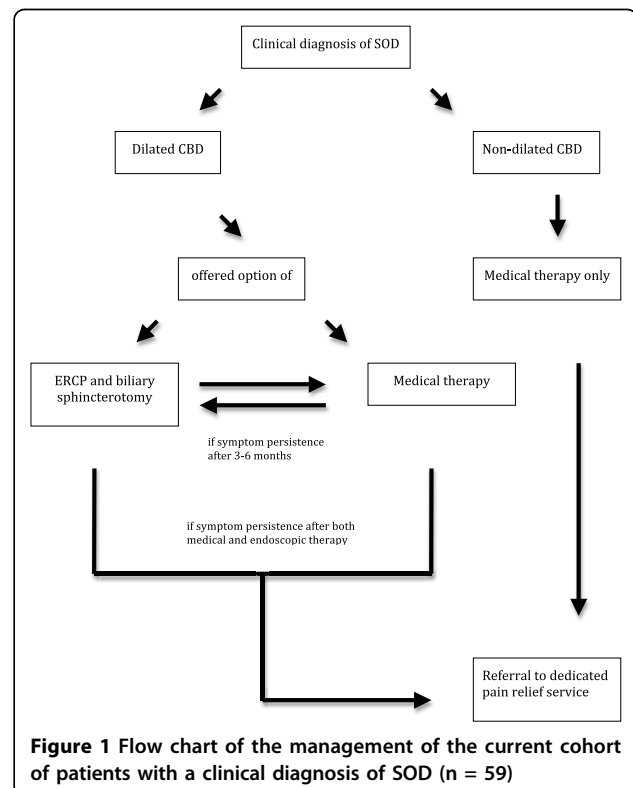 Clinical diagnosis of SOD
Dilated CBD
Non-dilated CBD
offered option of
Medical therapy only
ERCP and biliary
sphincterotomy
Medical therapy
if symptom persistence
after 3-6 months
if symptom persistence after both
medical and endoscopic therapy
Referral to dedicated
pain relief service
Figure 1 Flow chart of the management of the current cohort
of patients with a clinical diagnosis of SOD (n = 59)